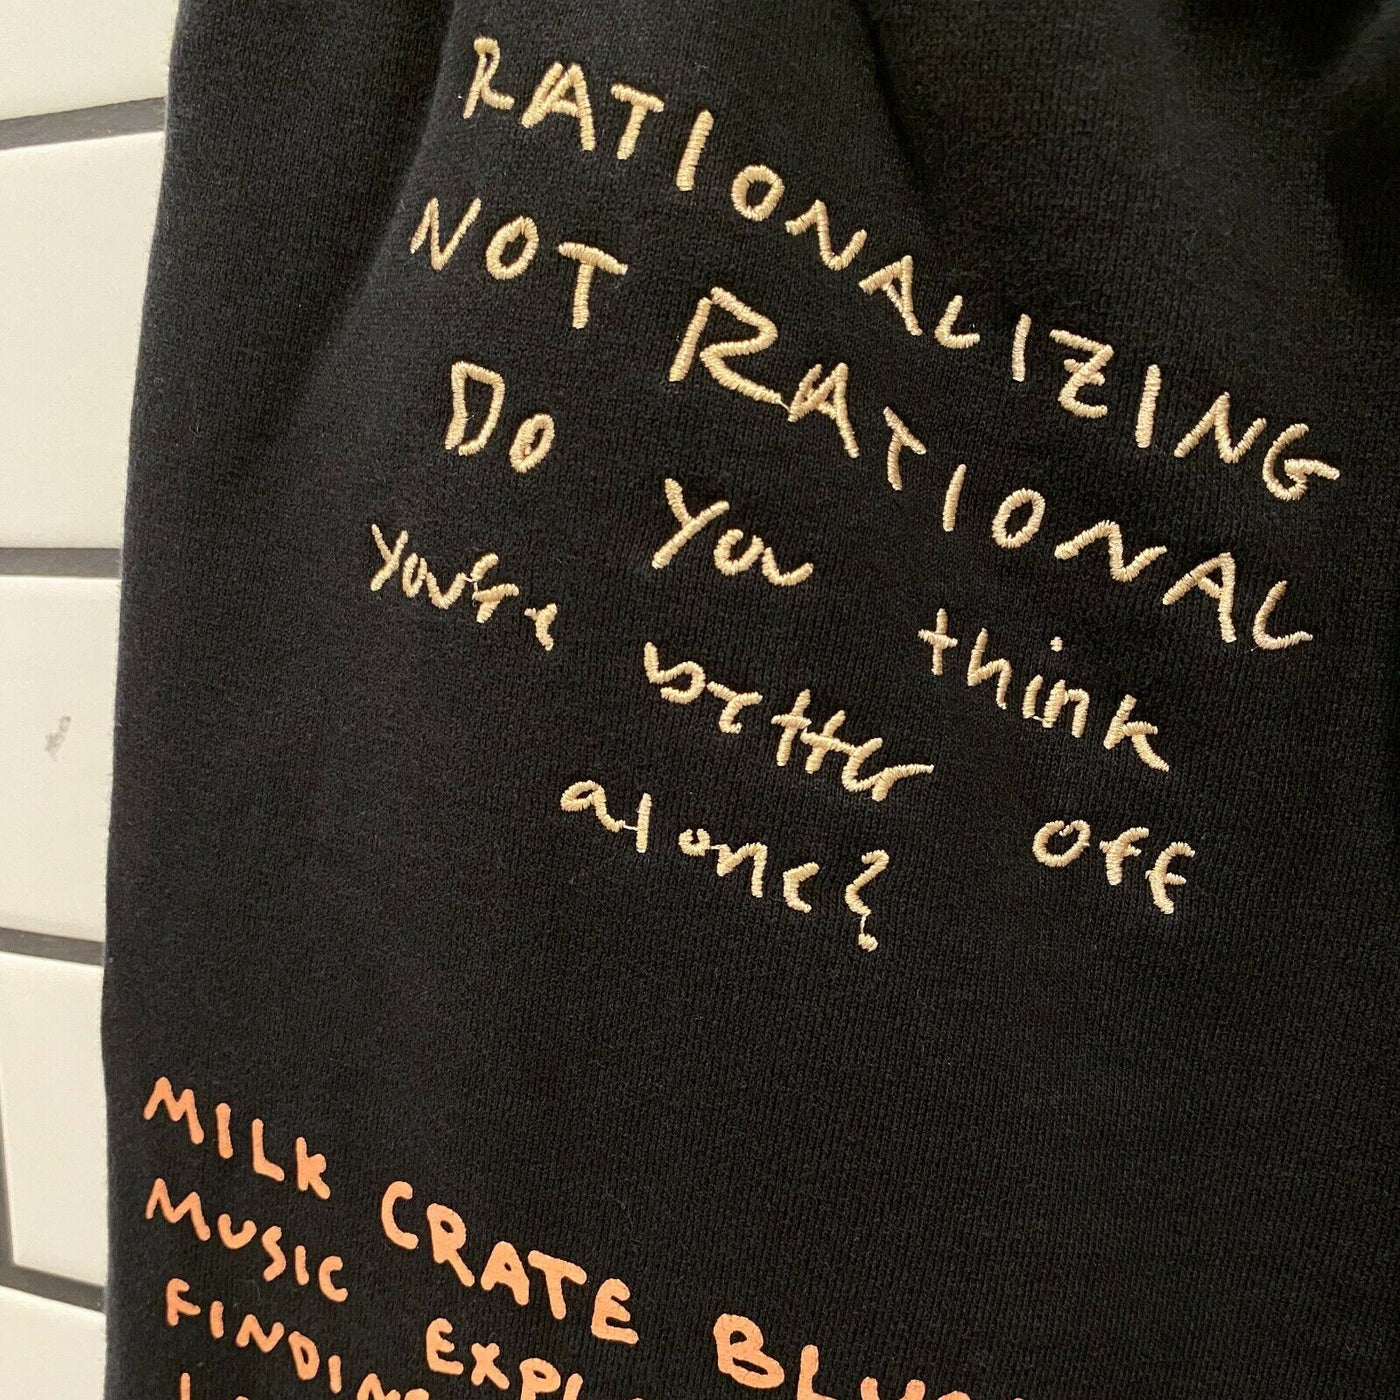 RATIONALIZING
NOT RATIONAL
Do You think
You're better off
alone?
MILK CRATE
MUSIC